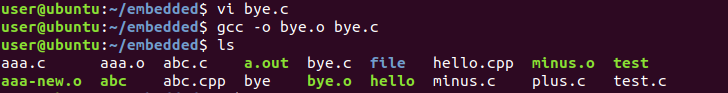 user@ubuntu:~/embedded$ vi bye.c
user@ubuntu:~/embedded$ gcc -o bye.o bye.c
user@ubuntu:~/embedded$ ls
aaa.c aaa.o abc.c a.out bye.c file hello.cpp minus.o test
aaa-new.o abc abc.cpp bye bye.o hello minus.c plus.c test.c